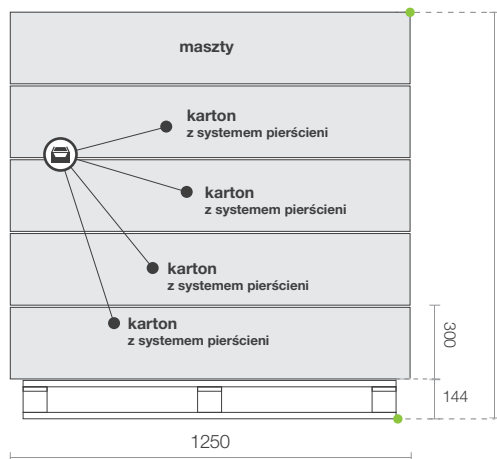 maszty
karton
z systemem pierścieni
karton
z systemem pierścieni
karton
z systemem pierścieni
karton
z systemem pierścieni
300
144
1250